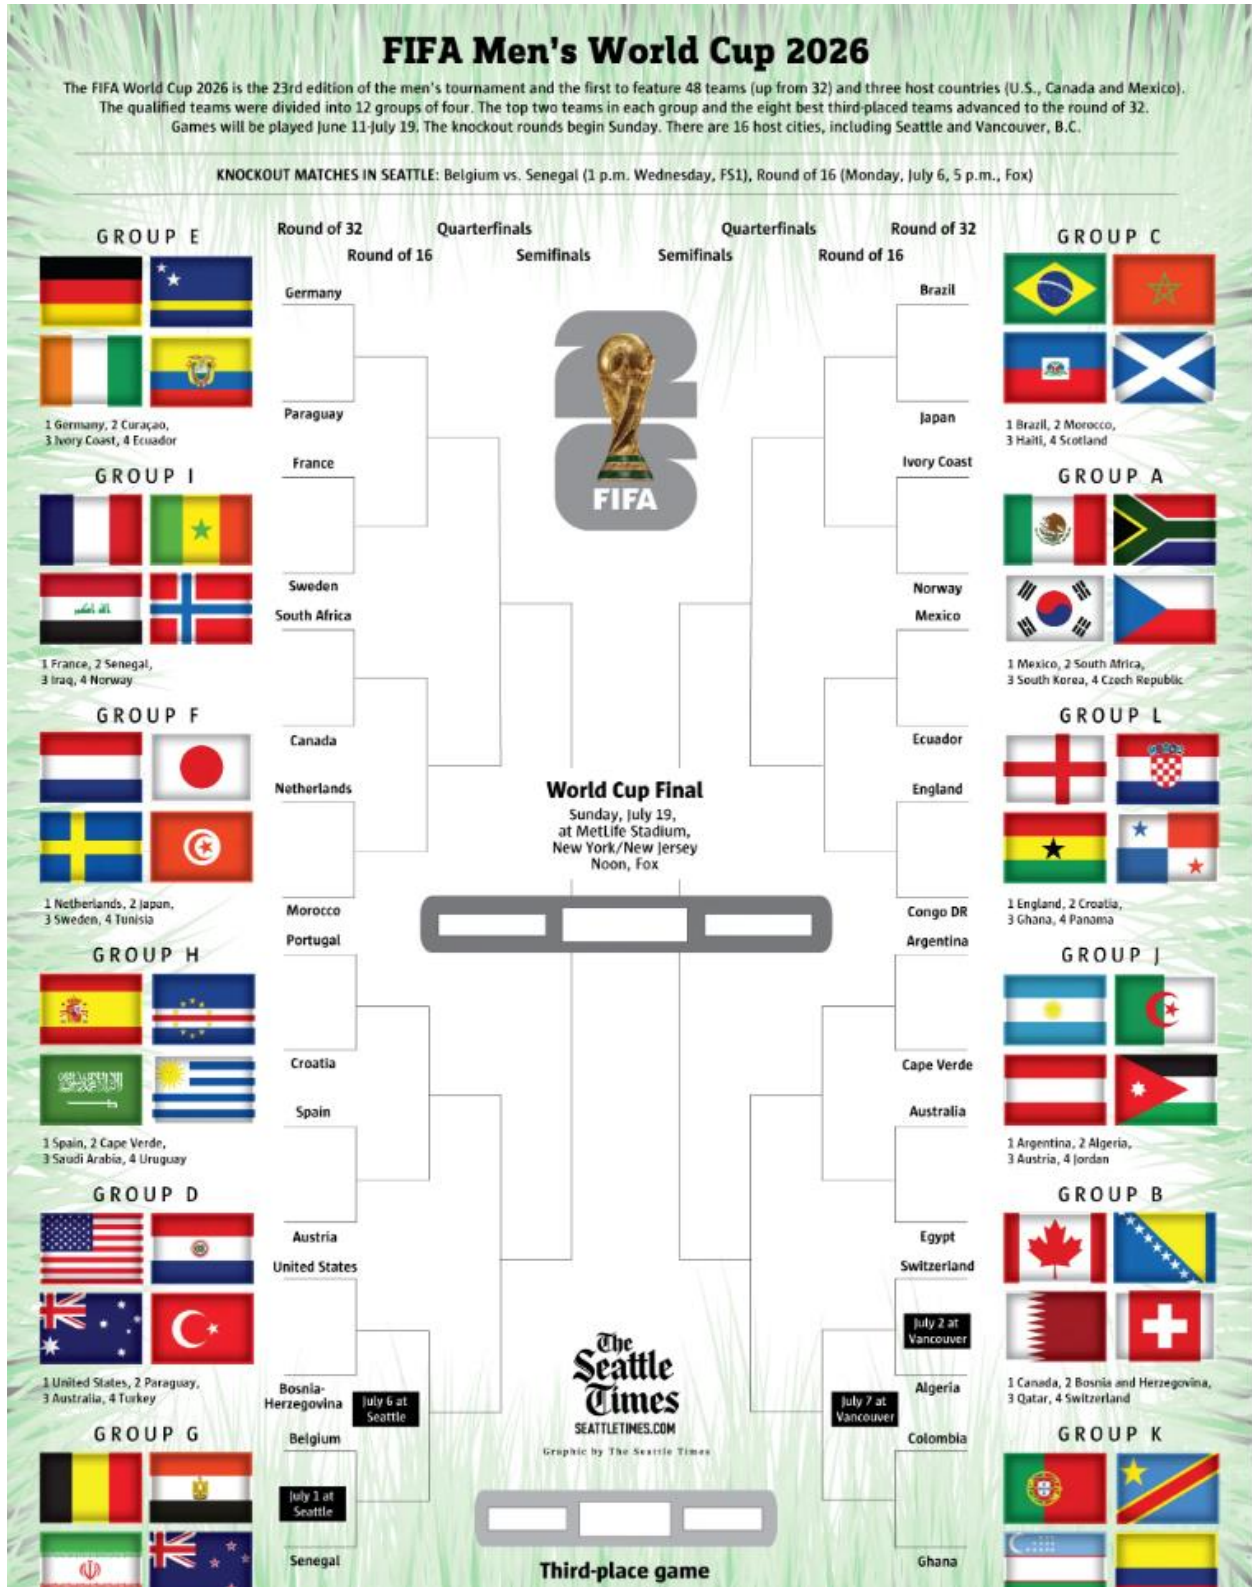 FIFA Men's World Cup 2026
The FIFA World Cup 2026 is the 23rd edition of the men's tournament and the first to feature 48 teams (up from 32) and three host countries (U.S., Canada and Mexico).
The qualified teams were divided into 12 groups of four. The top two teams in each group and the eight best third-placed teams advanced to the round of 32.
Games will be played June 11-July 19. The knockout rounds begin Sunday. There are 16 host cities, including Seattle and Vancouver, B.C.
KNOCKOUT MATCHES IN SEATTLE: Belgium vs. Senegal (1 p.m. Wednesday, FS1), Round of 16 (Monday, July 6, 5 p.m., Fox)
Round of 32
Quarterfinals
Quarterfinals
Round of 32
Round of 16
Semifinals
Semifinals
Round of 16
GROUP E
1 Germany, 2 Curaçao,
3 Ivory Coast, 4 Ecuador
GROUP I
1 France, 2 Senegal,
3 Iraq, 4 Norway
GROUP F
1 Netherlands, 2 Japan,
3 Sweden, 4 Tunisia
GROUP H
1 Spain, 2 Cape Verde,
3 Saudi Arabia, 4 Uruguay
GROUP D
1 United States, 2 Paraguay,
3 Australia, 4 Turkey
GROUP G
Germany
Paraguay
France
Sweden
South Africa
Canada
Netherlands
Morocco
Portugal
Croatia
Spain
Austria
United States
Bosnia-
Herzegovina
July 6 at
Seattle
Belgium
July 1 at
Seattle
Senegal
26
FIFA
World Cup Final
Sunday, July 19,
at MetLife Stadium,
New York/New Jersey
Noon, Fox
The
Seattle
Times
SEATTLETIMES.COM
Graphic by The Seattle Times
Third-place game
Brazil
Japan
Ivory Coast
Norway
Mexico
Ecuador
England
Congo DR
Argentina
Cape Verde
Australia
Egypt
Switzerland
July 2 at
Vancouver
Algeria
July 7 at
Vancouver
Colombia
Ghana
GROUP C
1 Brazil, 2 Morocco,
3 Haiti, 4 Scotland
GROUP A
1 Mexico, 2 South Africa,
3 South Korea, 4 Czech Republic
GROUP L
1 England, 2 Croatia,
3 Ghana, 4 Panama
GROUP J
1 Argentina, 2 Algeria,
3 Austria, 4 Jordan
GROUP B
1 Canada, 2 Bosnia and Herzegovina,
3 Qatar, 4 Switzerland
GROUP K